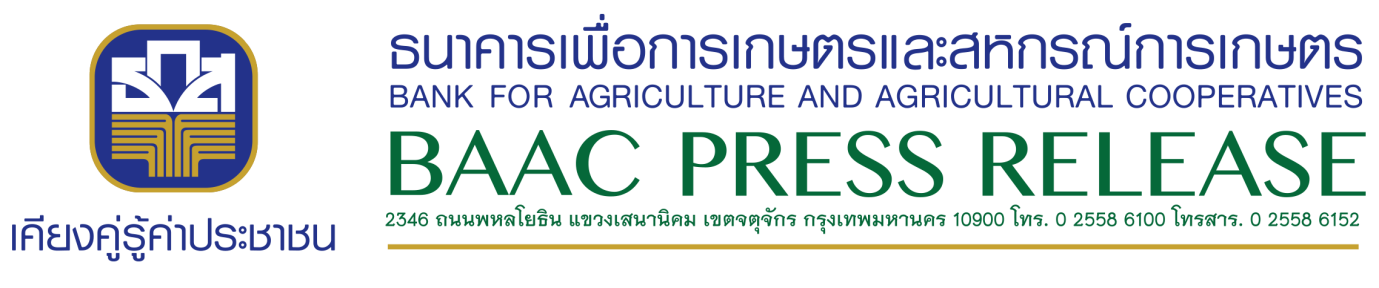 ธกส
เคียงคู่รู้ค่าประชาชน
ธนาคารเพื่อการเกษตรและสหกรณ์การเกษตร
BANK FOR AGRICULTURE AND AGRICULTURAL COOPERATIVES
BAAC PRESS RELEASE
2346 ถนนพหลโยธิน แขวงเสนานิคม เขตจตุจักร กรุงเทพมหานคร 10900 โทร. 0 2558 6100 โทรสาร. 0 2558 6152